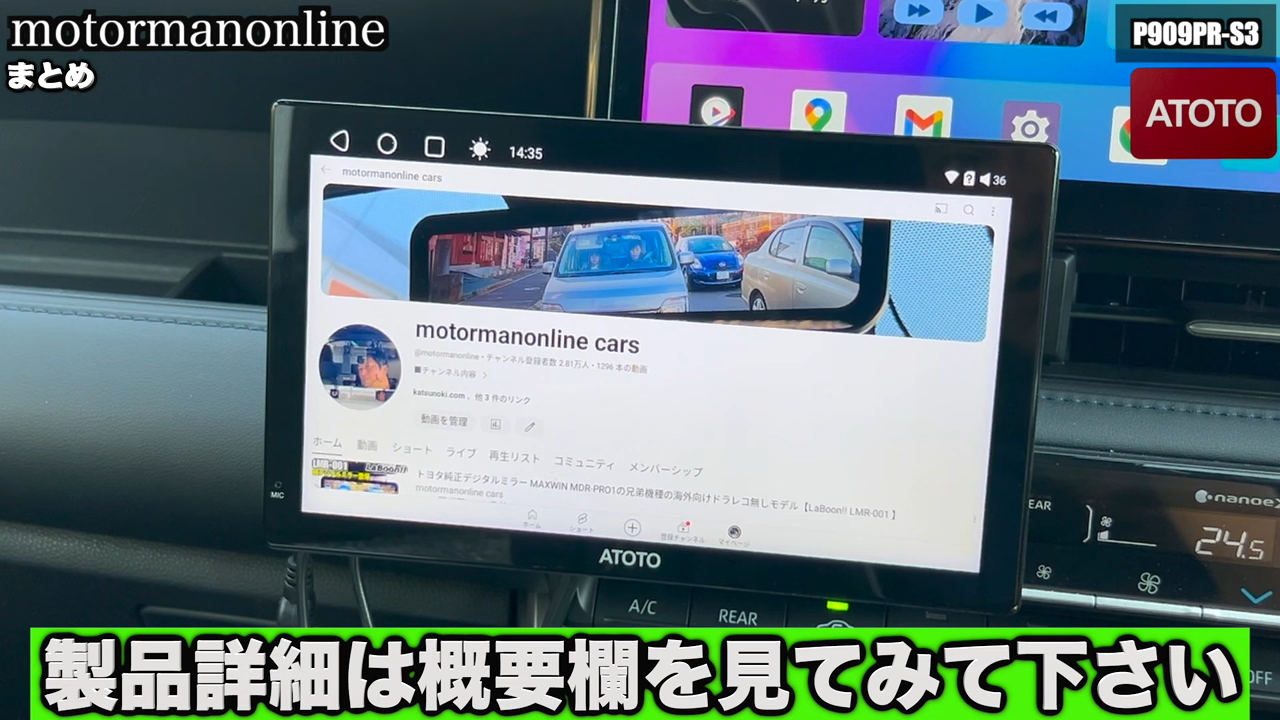 motormanonline
まとめ
P909PR-S3
ATOTO
14:35
36
motormanonline cars
motormanonline cars
@motormanonline・チャンネル登録者数 2.61万人・1296 本の動画
■チャンネル内容
katsunoki.com 、他 3 件のリンク
動画を管理
ホーム 動画 ショート ライブ 再生リスト コミュニティ メンバーシップ
LMR-001 LaBoon!!
トヨタ純正デジタルミラー MAXWIN MDR-PRO1の兄弟機種の海外向けドラレコ無しモデル【LaBoon!! LMR-001 】
motormanonline cars
ホーム ショート 登録チャンネル マイページ
MIC
ATOTO
nanoe
REAR
24.5
A/C
REAR
OFF
製品詳細は概要欄を見てみて下さい